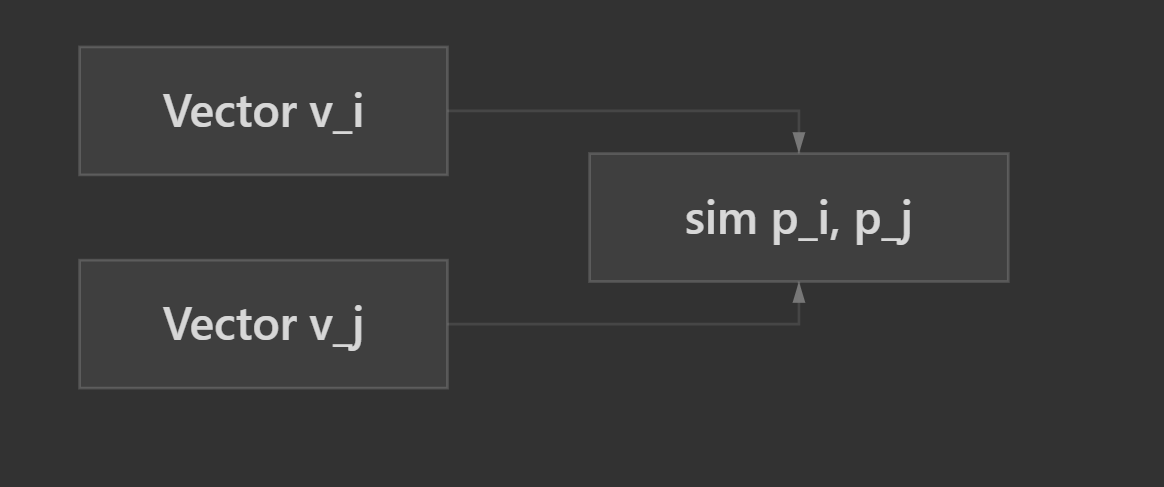 Vector v_i
sim p_i, p_j
Vector v_j